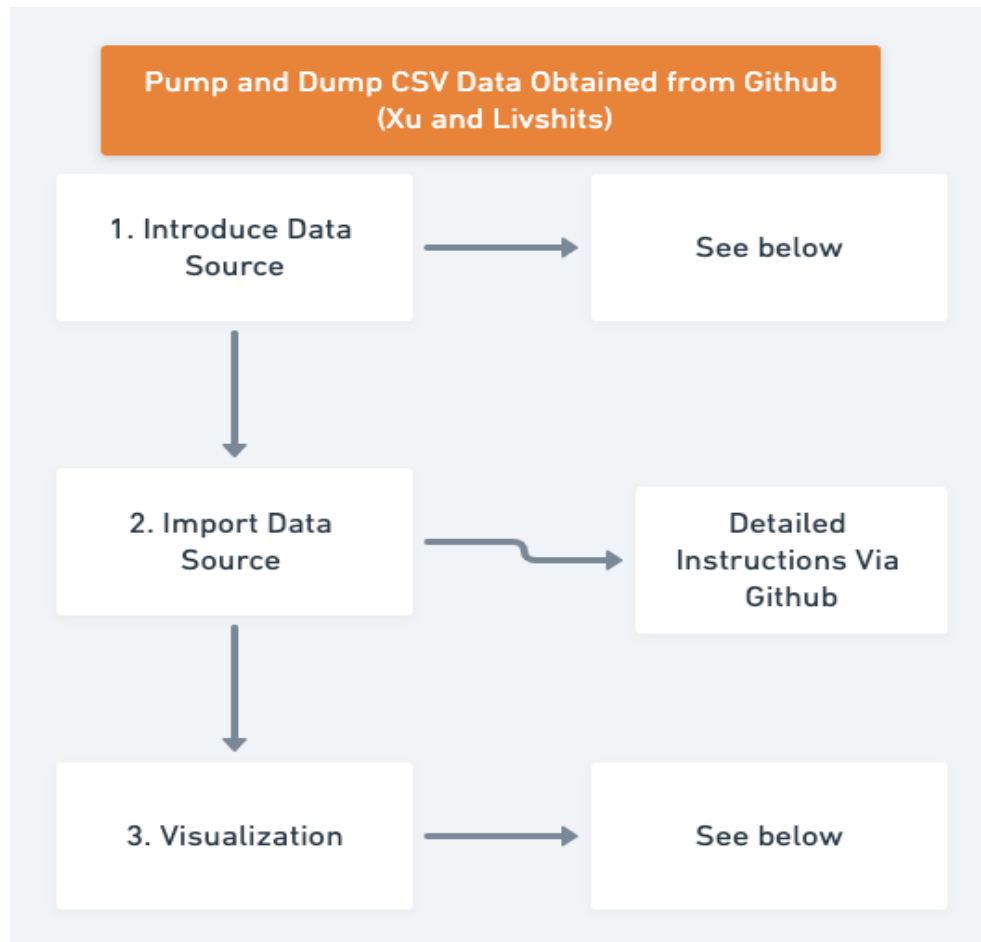 Pump and Dump CSV Data Obtained from Github
(Xu and Livshits)
1. Introduce Data
Source
See below
2. Import Data
Source
Detailed
Instructions Via
Github
3. Visualization
See below